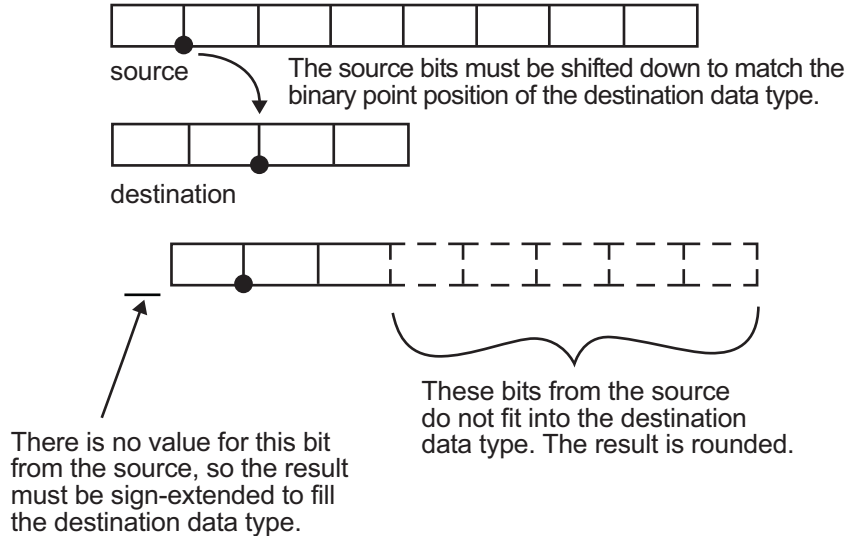 source
The source bits must be shifted down to match the
binary point position of the destination data type.
destination
These bits from the source
do not fit into the destination
data type. The result is rounded.
There is no value for this bit
from the source, so the result
must be sign-extended to fill
the destination data type.